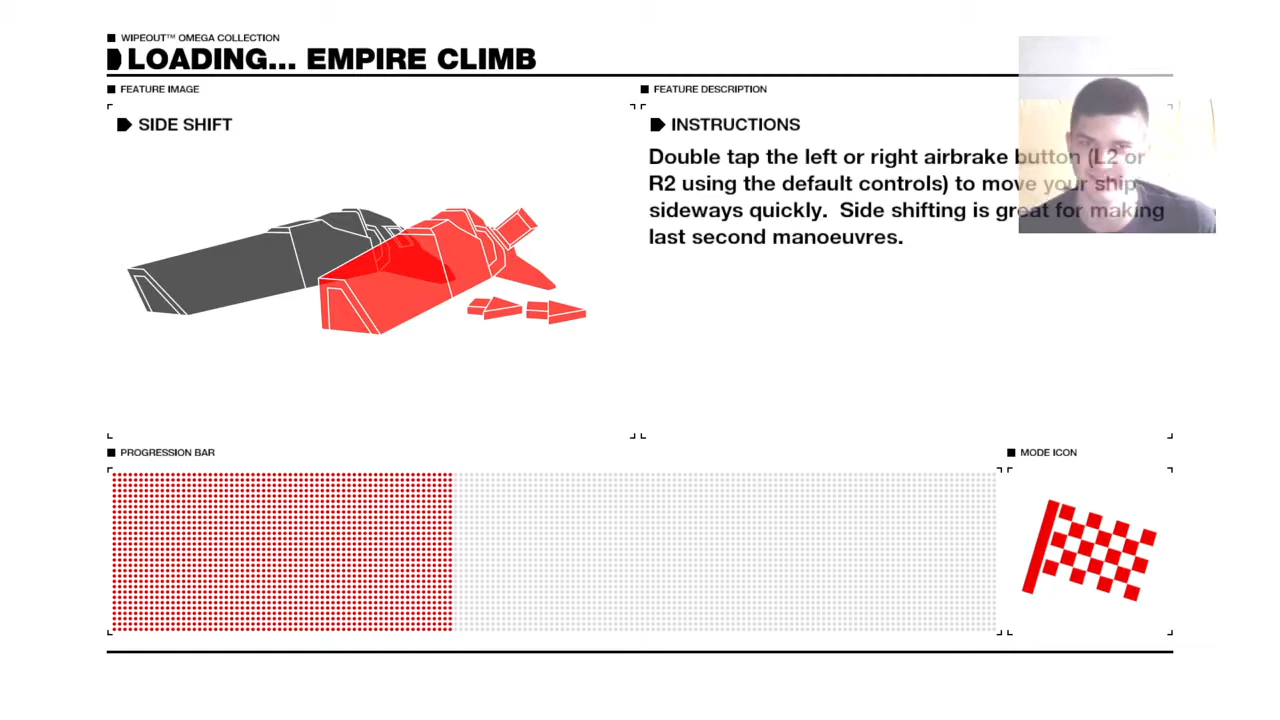 WIPEOUT™ OMEGA COLLECTION
LOADING... EMPIRE CLIMB
FEATURE IMAGE
SIDE SHIFT
FEATURE DESCRIPTION
INSTRUCTIONS
Double tap the left or right airbrake button (L2 or
R2 using the default controls) to move your ship
sideways quickly.  Side shifting is great for making
last second manoeuvres.
PROGRESSION BAR
MODE ICON